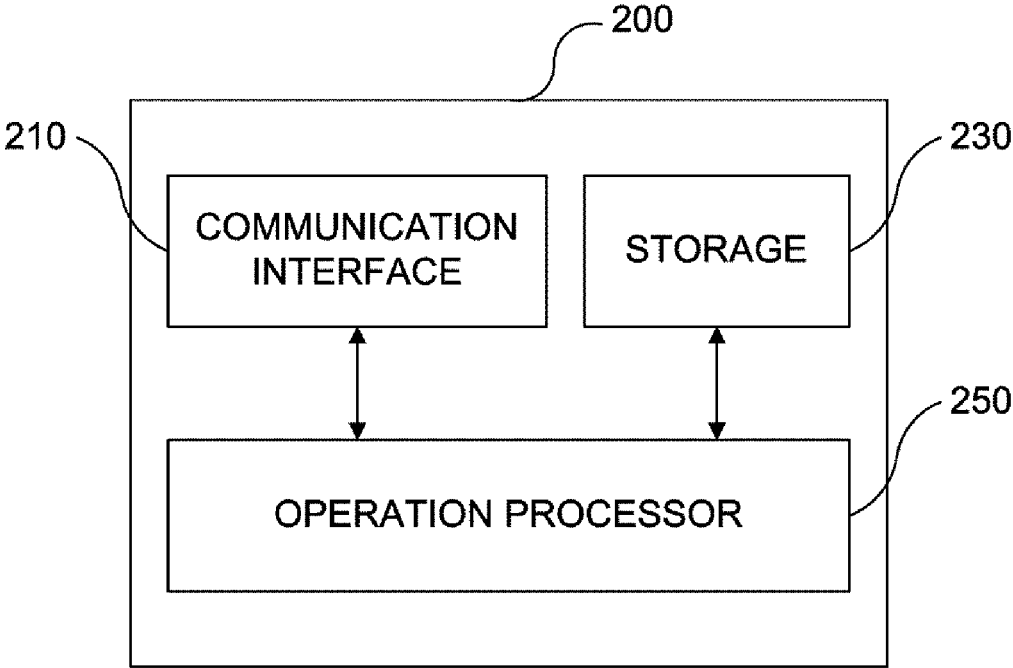 200
210
230
COMMUNICATION
INTERFACE
STORAGE
250
OPERATION PROCESSOR